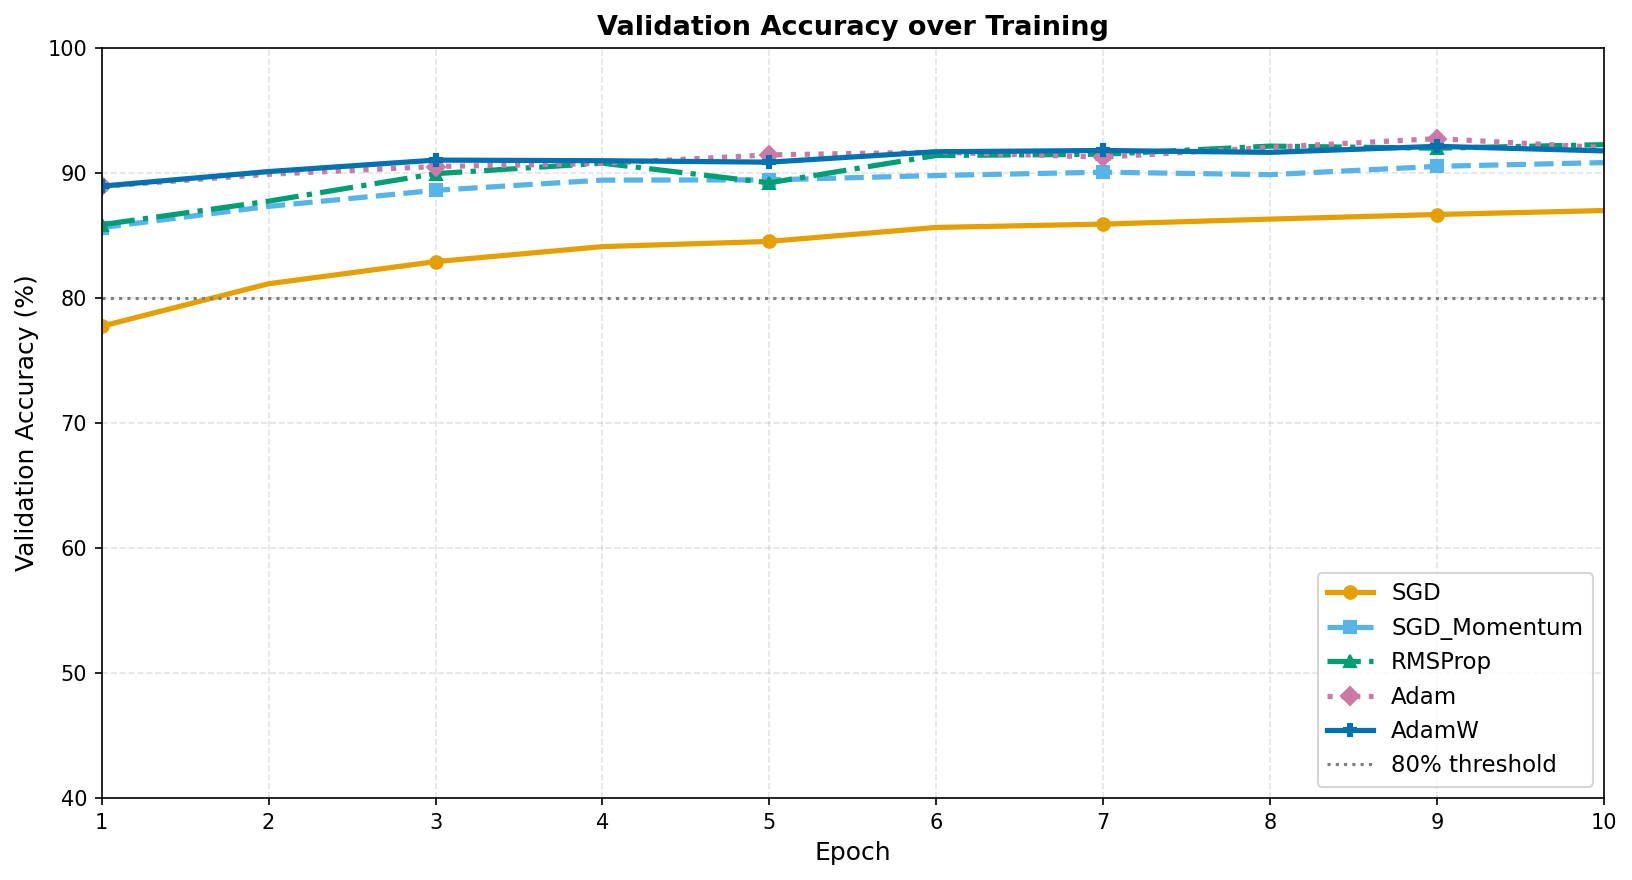 Validation Accuracy over Training
Validation Accuracy (%)
100
90
80
70
60
50
40
1 2 3 4 5 6 7 8 9 10
Epoch
SGD
SGD_Momentum
RMSProp
Adam
AdamW
80% threshold